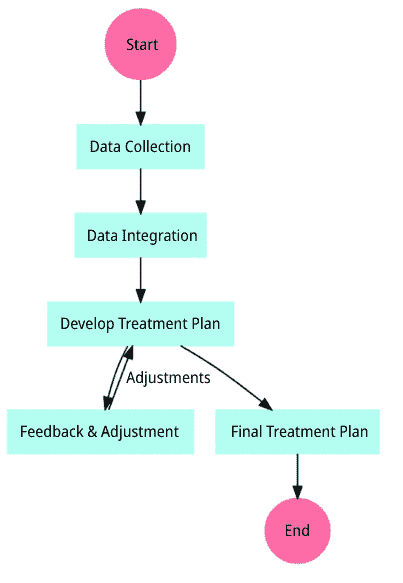 Start
Data Collection
Data Integration
Develop Treatment Plan
Adjustments
Feedback & Adjustment
Final Treatment Plan
End